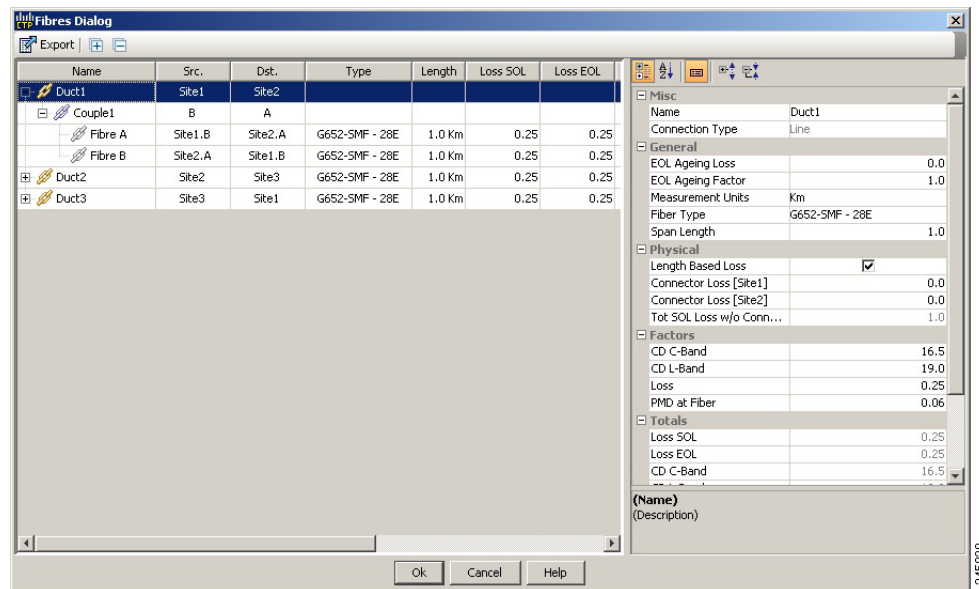 CTP Fibres Dialog
Export
Name Src. Dst. Type Length Loss SOL Loss EOL
Duct1 Site1 Site2
Couple1 B A
Fibre A Site1.B Site2.A G652-SMF - 28E 1.0 Km 0.25 0.25
Fibre B Site2.A Site1.B G652-SMF - 28E 1.0 Km 0.25 0.25
Duct2 Site2 Site3 G652-SMF - 28E 1.0 Km 0.25 0.25
Duct3 Site3 Site1 G652-SMF - 28E 1.0 Km 0.25 0.25
Misc
Name Duct1
Connection Type Line
General
EOL Ageing Loss 0.0
EOL Ageing Factor 1.0
Measurement Units Km
Fiber Type G652-SMF - 28E
Span Length 1.0
Physical
Length Based Loss
Connector Loss [Site1] 0.0
Connector Loss [Site2] 0.0
Tot SOL Loss w/o Conn... 1.0
Factors
CD C-Band 16.5
CD L-Band 19.0
Loss 0.25
PMD at Fiber 0.06
Totals
Loss SOL 0.25
Loss EOL 0.25
CD C-Band 16.5
(Name)
(Description)
Ok Cancel Help